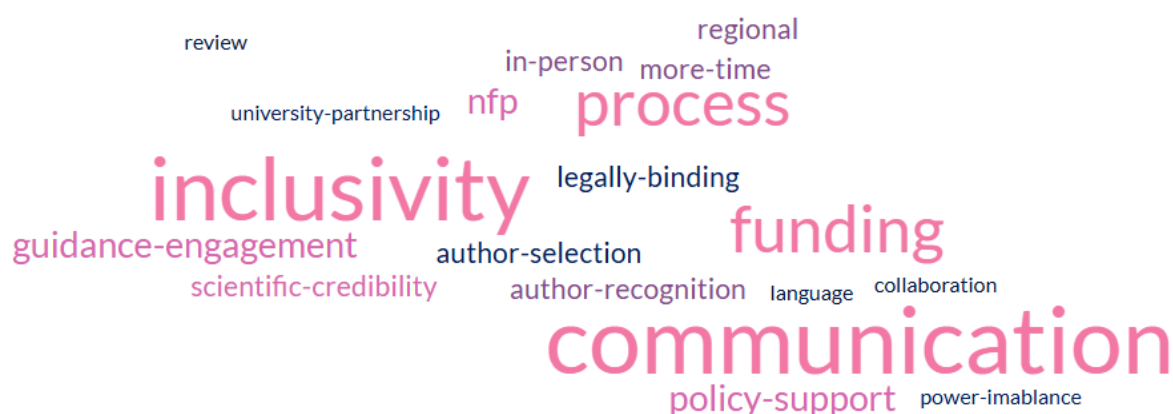 regional
review
in-person
more-time
nfp
process
university-partnership
inclusivity
legally-binding
funding
guidance-engagement
author-selection
scientific-credibility
author-recognition
language
collaboration
communication
policy-support
power-imablance